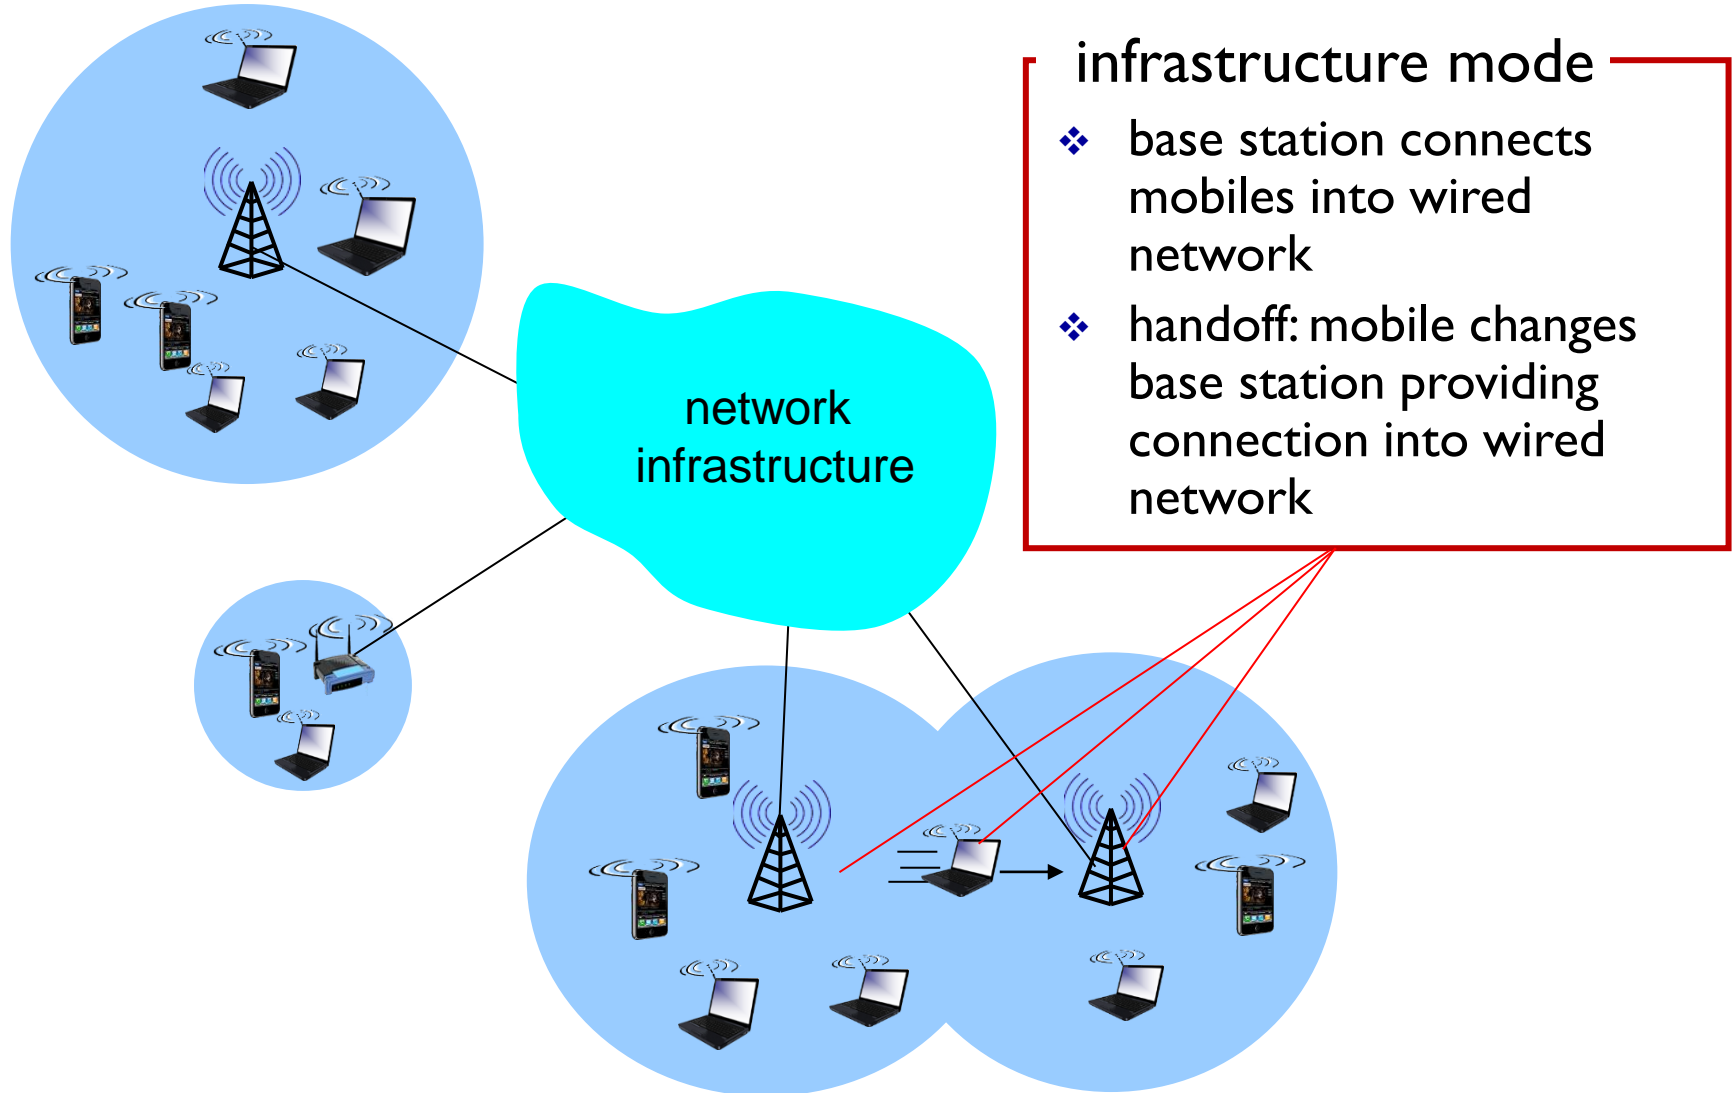 infrastructure mode
base station connects
mobiles into wired
network
handoff: mobile changes
base station providing
connection into wired
network
network
infrastructure